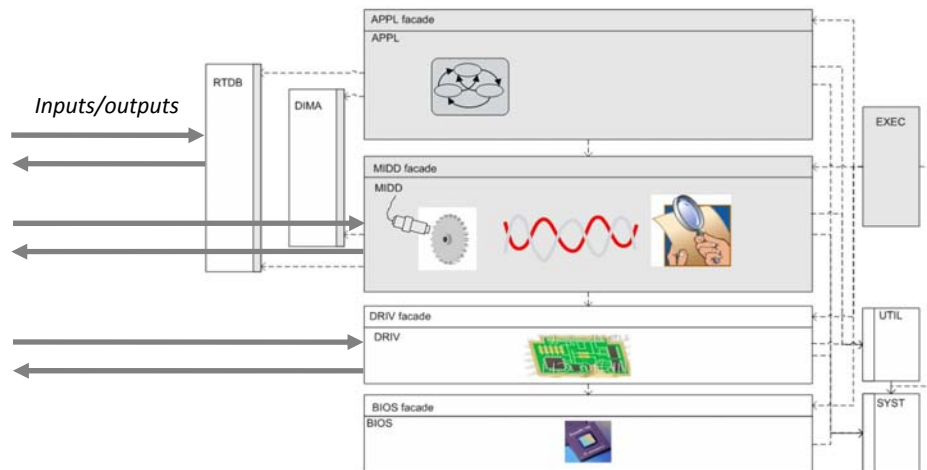 APPL facade
APPL
RTDB
Inputs/outputs
DIMA
EXEC
MIDD facade
MIDD
DRIV facade
DRIV
UTIL
BIOS facade
BIOS
SYST